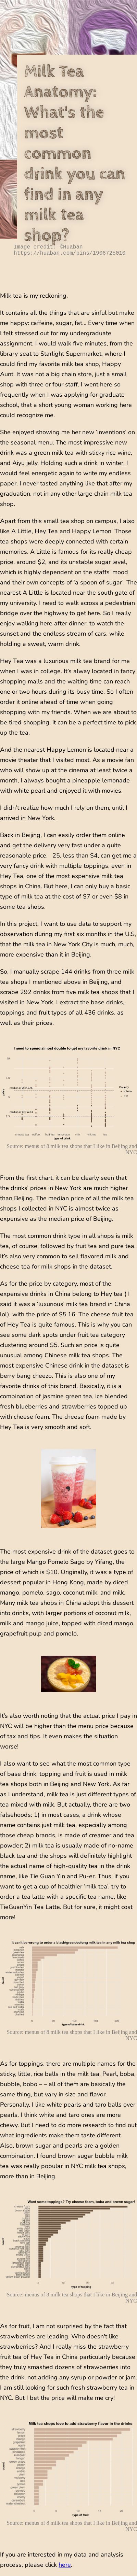 Milk Tea
Anatomy:
What's the
most
common
drink you can
find in any
milk tea
shop?
Image credit: ©Huaban
https://huaban.com/pins/1906725010
Milk tea is my reckoning.
It contains all the things that are sinful but make
me happy: caffeine, sugar, fat... Every time when
I felt stressed out for my undergraduate
assignment, I would walk five minutes, from the
library seat to Starlight Supermarket, where I
could find my favorite milk tea shop, Happy
Aunt. It was not a big chain store, just a small
shop with three or four staff. I went here so
frequently when I was applying for graduate
school, that a shop young woman working here
could recognize me.
She enjoyed showing me her new 'inventions' on
the seasonal menu. The most impressive new
drink was a drink with milk tea, sweet rice wine,
and Aiyu jelly. Holding such a drink in winter, I
would feel energetic to write my endless
paper. I never tasted anything like that after my
graduation, not in any other large chain milk tea
shop.
Apart from this small tea shop on campus, I also
like A Little, Hey Tea and Happy Lemon. Those
tea shops were deeply connected with certain
memories. A Little is famous for its really cheap
price, around $2, and its unstable sugar level,
which is highly dependent on the staffs' mood
and their own concepts of 'a spoon of sugar'. The
nearest A Little is located near the south gate of
my university. I need to walk across a pedestrian
bridge to reach my favorite milk tea store. So I really
enjoy walking here after dinners, with the
sunset and the endless stream of cars, while
holding a sweet, warm drink.
Hey Tea was a luxurious milk tea brand for me
when I was in college. It's always located in fancy
shopping malls and the waiting time can reach
one or two hours during its busy time. So I often
order it online ahead of time when going
shopping with my friends. When we are about to
be tired shopping, it can be a perfect time to pick
up the tea.
And the nearest Happy Lemon is located near a
movie theater that I visited most. As a movie fan
who will show up at the cinema at least twice a
month, I always bought a pineapple lemonade
with white pearl and enjoyed it with movies.
I didn't realize how much I rely on them, until I
arrived in New York.
Back in Beijing, I can easily order them online
and get the delivery very fast under a quite
reasonable price. 25, less than $4, can get me a
very fancy drink with multiple toppings in
Hey Tea, one of the most expensive milk tea
shops in China. But here, I can only buy a basic
type of milk tea at the cost of $7 or even $8 in
some tea shops.
In this project, I want to use data to support my
observations during my first six months in the U.S,
that the milk tea in New York City is much, much,
more expensive than it in Beijing.
So, I manually scrape 144 drinks from three milk
tea shops I mentioned above in Beijing, and
scrape 292 drinks from five milk tea shops that I
visited in New York. I extract the base drinks,
toppings and fruit types of all 436 drinks, as
well as their prices.
I need to spend almost double to get my favorite drink in NYC
Source: menus of 8 milk tea shops that I like in Beijing and
NYC
From the first chart, it can be clearly seen that
the drinks' prices in New York are much higher
than Beijing. The median price of all the milk tea
shops I collected in NYC is almost twice as
expensive as the median price of Beijing.
The most common drink type in all shops is milk
tea, of course, followed by fruit tea and pure tea.
It's also very common to sell flavored milk and
smoothies for milk shops in the dataset.
As for the price by category, most of the
expensive drinks in China belong to Hey tea ( I
said it was a 'luxurious' milk tea brand in China
lol), with the price of $5.16. The cheese fruit tea
of Hey Tea is quite famous. This is why you can
see some dark spots under fruit tea category
clustering around $5. Such an price is quite
unusual among Chinese milk tea shops. The
most expensive Chinese drink in the dataset is
berry bang cheezo. This is also one of my
favorite drinks of this brand. Basically, it is a
combination of jasmine green tea, ice blended
fresh blueberries and strawberries and stewed up
with cheese foam. The cheese foam made by
Hey Tea is very smooth and soft.
The most expensive drink of the dataset goes to
the large Mango Pomelo Sago by Yifang, the
price of which is $10. Originally, it was a type of
dessert popular in Hong Kong, made by diced
mango, pomelo, sago, coconut milk, and milk.
Many milk tea shops in China adopt this dessert
into drinks, with larger portions of coconut milk,
milk and mango juice, topped with diced mango,
grapefruit pulp and pomelo.
It's also worth noting that the actual price I pay in
NYC will be higher than the menu price because
of tax and tips. It even makes the situation
worse!
I also want to see what the most common type
of base drink, topping and fruit is used in milk
tea shops both in Beijing and New York. As far
as I understand, milk tea is just different types of
tea mixed with milk. But actually, there are two
falsehoods: 1) in most cases, a drink whose
name contains just milk tea, usually among
those cheap brands, is made of creamer and tea
powder; 2) milk tea is usually made of no-name
black tea. Only expensive milk tea will highlight
the actual name of high-quality tea in the drink
name, like Tie Guan Yin and Pu-er. Thus, if you
want to get a cup of healthier 'milk tea', try to
order a tea latte with a specific tea name, like
TieGuanYin Tea Latte. But for sure, it might cost
more!
It can't be wrong to order a black/green/oolong milk tea in any milk tea shop
Source: menus of 8 milk tea shops that I like in Beijing and
NYC
As for toppings, there are multiple names for the
sticky, little, rice balls in the milk tea. Pearl, boba,
bubble, bobo – – all of them are basically the
same thing, but vary in size and flavor.
Personally, I like white pearl and taro balls over
pearls. I think white pearls and taro are more
chewy. But I need to do more research to find out
what ingredients make them taste different.
Also, brown sugar and pearls are a golden
combination. I found brown sugar bubble milk
tea was really popular in NYC milk tea shops,
more than in Beijing.
Want some toppings? Try cheese foam, boba and brown sugar!
type of topping
Source: menus of 8 milk tea shops that I like in Beijing and
NYC
As for fruit, I am not surprising that the fact that
strawberries are leading. Who doesn't like
strawberries? And I really miss the strawberry
fruit tea of Hey Tea in China particularly because
they truly smashed dozens of strawberries into
the drink, not adding any syrup or powder or jam.
I am still looking for such real fresh fruit tea in
NYC. But I bet the price will make me cry!
Milk tea shops love to add strawberry flavor in the drinks
type of fruit
Source: menus of 8 milk tea shops that I like in Beijing and
NYC
If you are interested in my data and analysis
process, please click here.